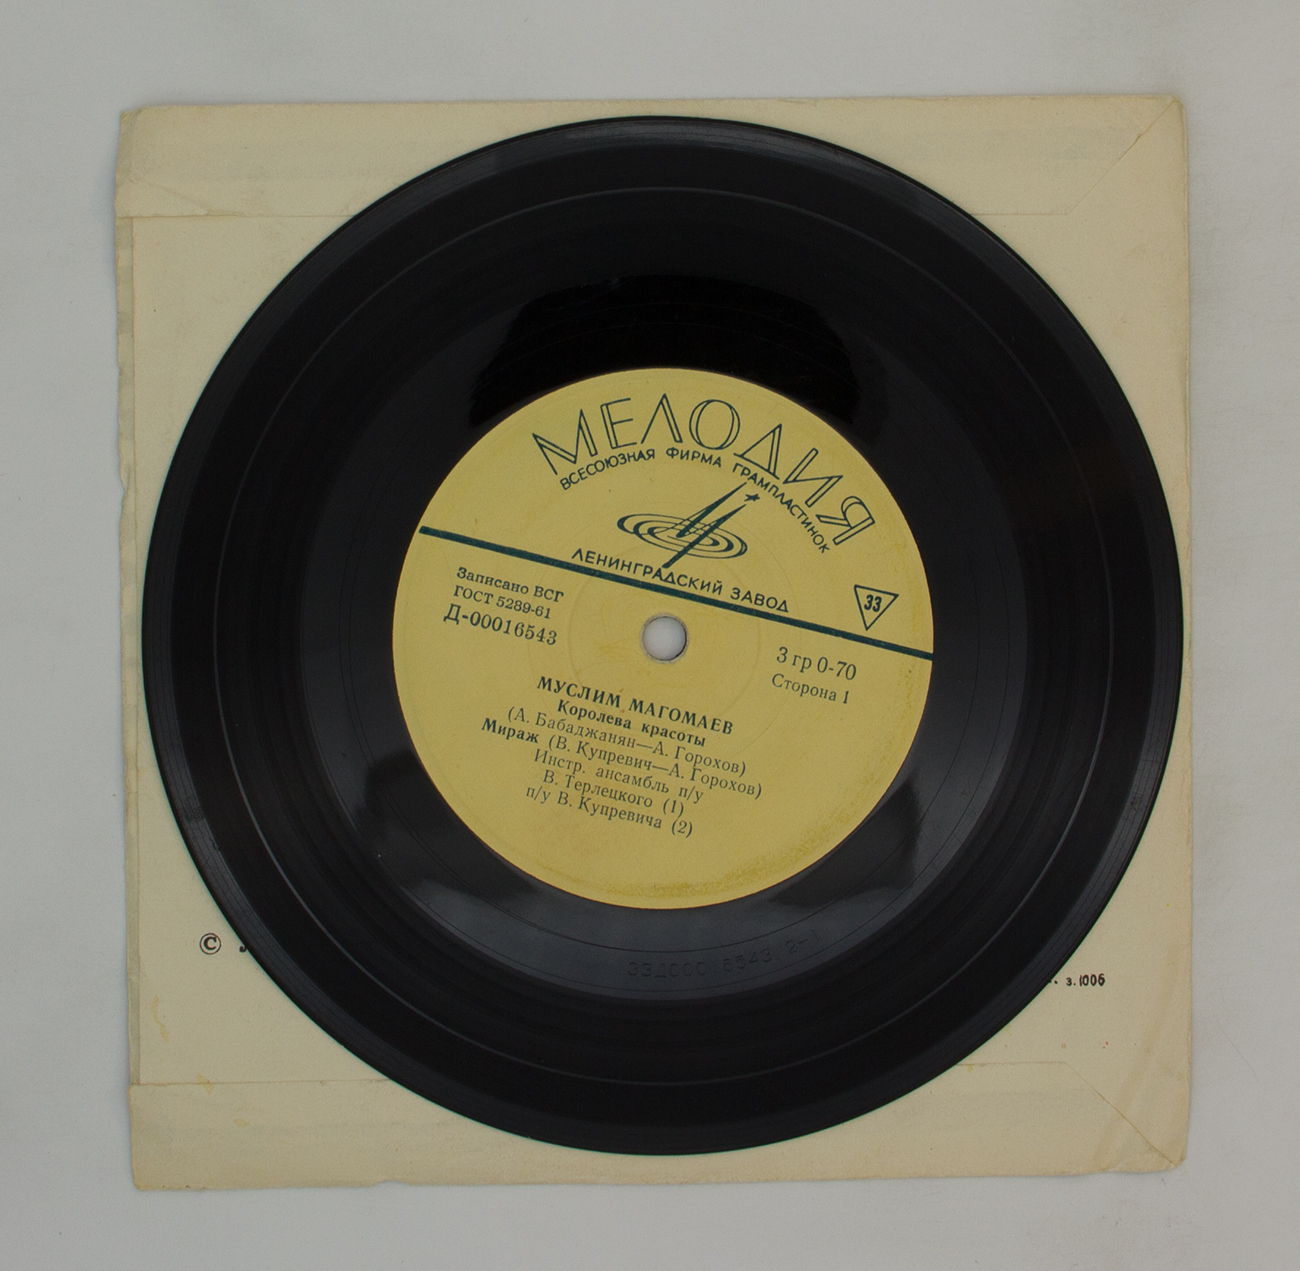 МЕЛОДИЯ
ВСЕСОЮЗНАЯ ФИРМА ГРАМПЛАСТИНОК
ЛЕНИНГРАДСКИЙ ЗАВОД
33
Записано ВСГ
ГОСТ 5289-61
Д-00016543
3 гр 0-70
Сторона 1
МУСЛИМ МАГОМАЕВ
Королева красоты
(А. Бабаджанян—А. Горохов)
Мираж (В. Купревич—А. Горохов)
Инстр. ансамбль п/у
В. Терлецкого (1)
п/у В. Купревича (2)
33Д000 6543/2-1
©
з. 1006